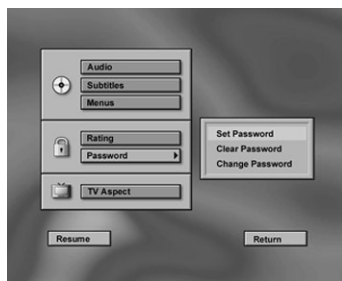 Audio
Subtitles
Menus
Rating
Password
Set Password
Clear Password
Change Password
TV Aspect
Resume
Return